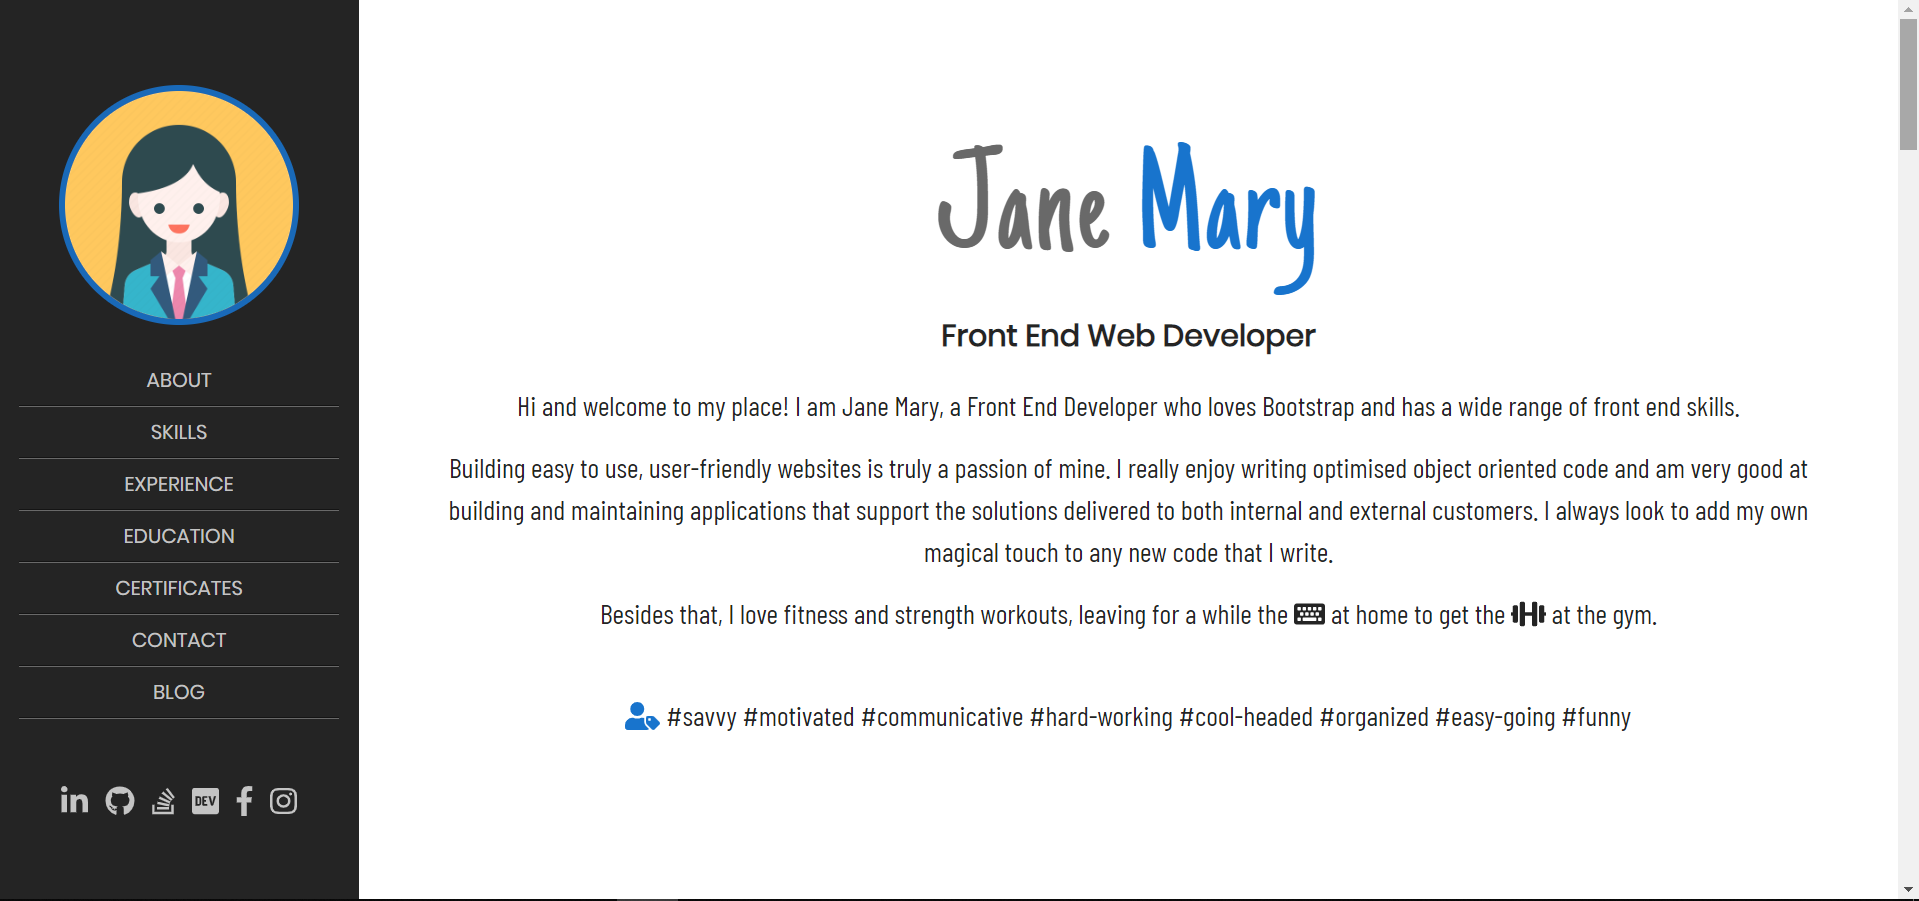 ABOUT
SKILLS
EXPERIENCE
EDUCATION
CERTIFICATES
CONTACT
BLOG
in
DEV
f
Jane Mary
Front End Web Developer
Hi and welcome to my place! I am Jane Mary, a Front End Developer who loves Bootstrap and has a wide range of front end skills.
Building easy to use, user-friendly websites is truly a passion of mine. I really enjoy writing optimised object oriented code and am very good at
building and maintaining applications that support the solutions delivered to both internal and external customers. I always look to add my own
magical touch to any new code that I write.
Besides that, I love fitness and strength workouts, leaving for a while the at home to get the at the gym.
#savvy #motivated #communicative #hard-working #cool-headed #organized #easy-going #funny